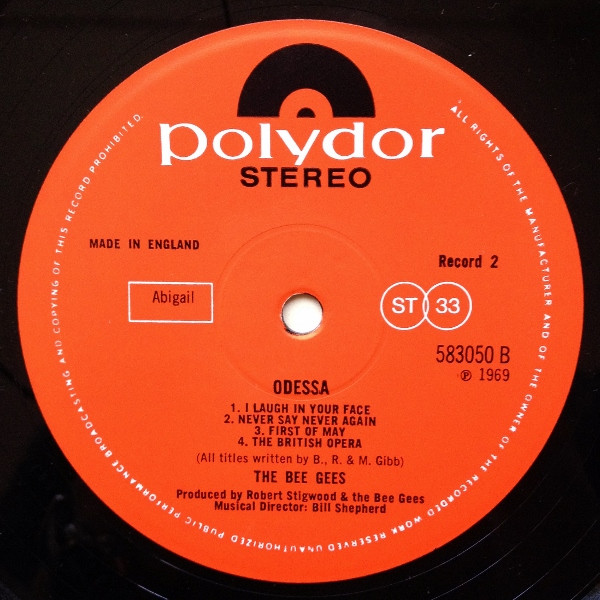 polydor
STEREO
MADE IN ENGLAND
Record 2
Abigail
ST 33
583050 B
℗ 1969
ODESSA
1. I LAUGH IN YOUR FACE
2. NEVER SAY NEVER AGAIN
3. FIRST OF MAY
4. THE BRITISH OPERA
(All titles written by B., R. & M. Gibb)
THE BEE GEES
Produced by Robert Stigwood & the Bee Gees
Musical Director: Bill Shepherd
ALL RIGHTS OF THE MANUFACTURER AND OF THE OWNER OF THE RECORDED WORK RESERVED UNAUTHORIZED PUBLIC PERFORMANCE BROADCASTING AND COPYING OF THIS RECORD PROHIBITED.